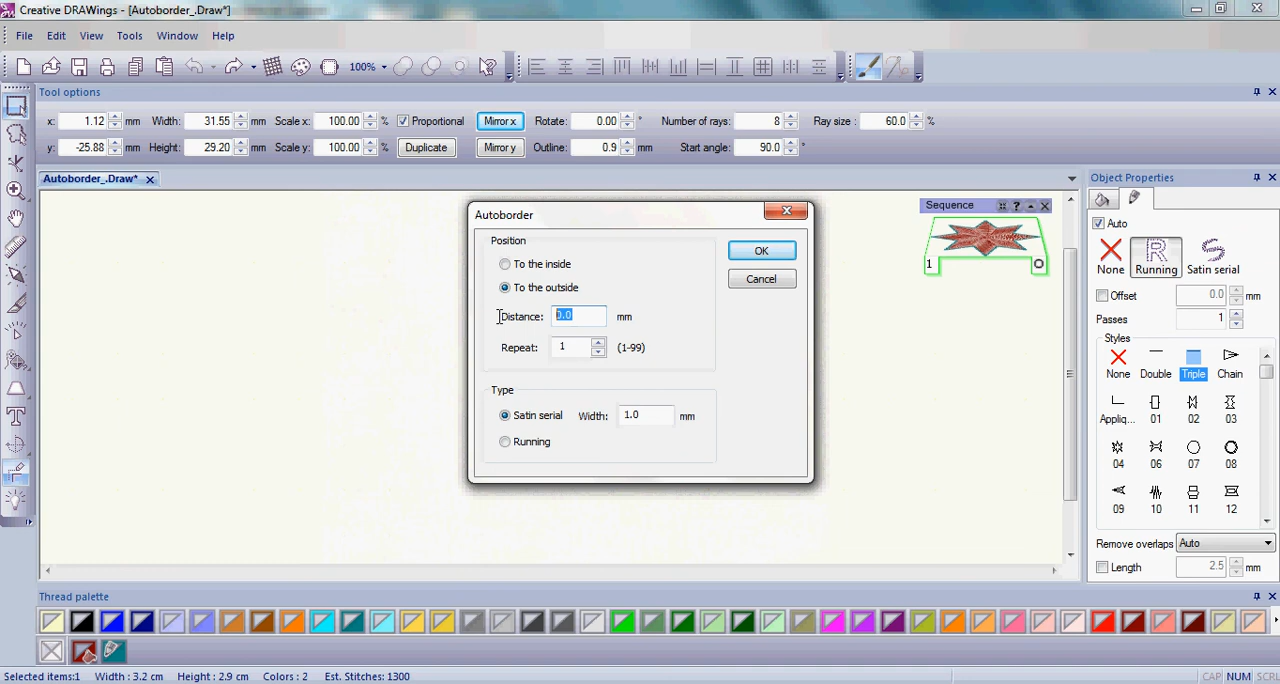 Creative DRAWings - [Autoborder_.Draw*]
File Edit View Tools Window Help
100%
Tool options
x: 1.12 mm Width: 31.55 mm Scale x: 100.00 % Proportional Mirror x Rotate: 0.00 ° Number of rays: 8 Ray size : 60.0 %
y: -25.88 mm Height: 29.20 mm Scale y: 100.00 % Duplicate Mirror y Outline: 0.9 mm Start angle: 90.0 °
Autoborder_.Draw*
Sequence
1
Autoborder
Position
To the inside
To the outside
Distance: 0.0 mm
Repeat: 1 (1-99)
Type
Satin serial Width: 1.0 mm
Running
OK
Cancel
Object Properties
Auto
None Running Satin serial
Offset 0.0 mm
Passes 1
Styles
None Double Triple Chain
Appliq... 01 02 03
04 06 07 08
09 10 11 12
Remove overlaps Auto
Length 2.5 mm
Thread palette
Selected items:1 Width : 3.2 cm Height : 2.9 cm Colors : 2 Est. Stitches: 1300 CAP NUM SCRL